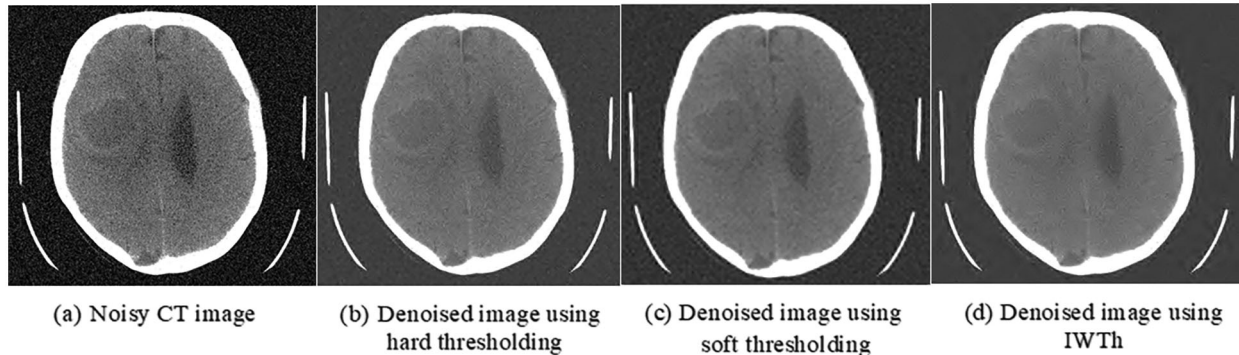 (a) Noisy CT image
(b) Denoised image using
hard thresholding
(c) Denoised image using
soft thresholding
(d) Denoised image using
IWTh